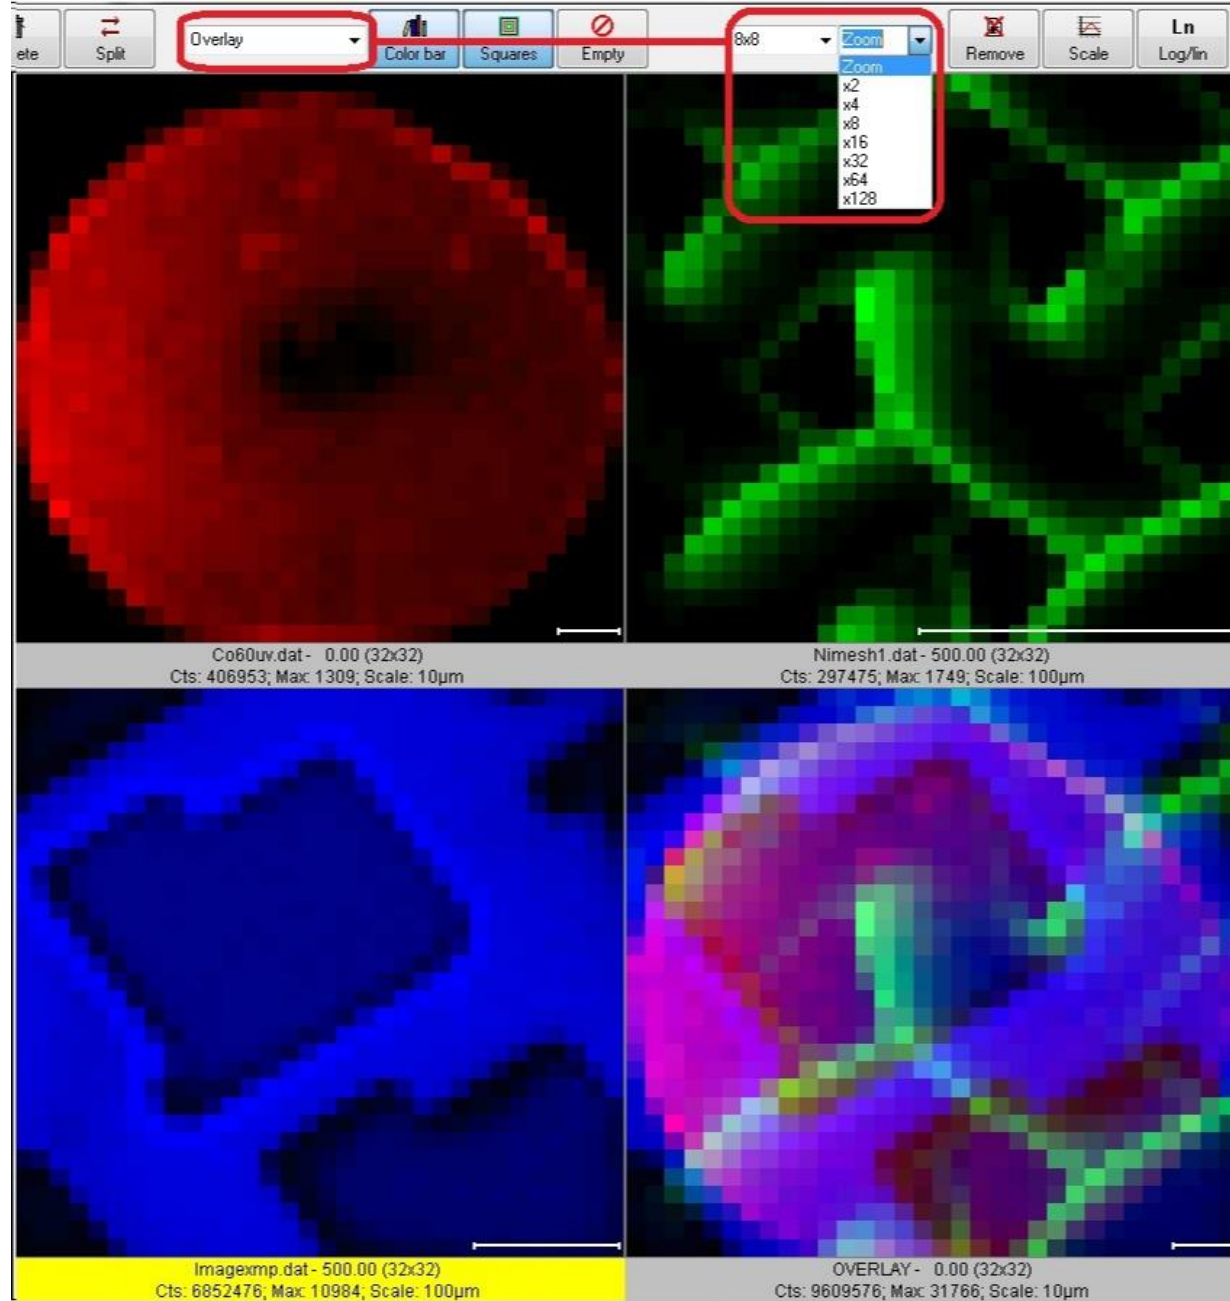 ete
Split
Overlay
Color bar
Squares
Empty
8x8
Zoom
Remove
Scale
Ln
Log/lin
Zoom
x2
x4
x8
x16
x32
x64
x128
Co60uv.dat - 0.00 (32x32)
Cts: 406953; Max: 1309; Scale: 10µm
Nimesh1.dat - 500.00 (32x32)
Cts: 297475; Max: 1749; Scale: 100µm
Imagexmp.dat - 500.00 (32x32)
Cts: 6852476; Max: 10984; Scale: 100µm
OVERLAY - 0.00 (32x32)
Cts: 9609576; Max: 31766; Scale: 10µm